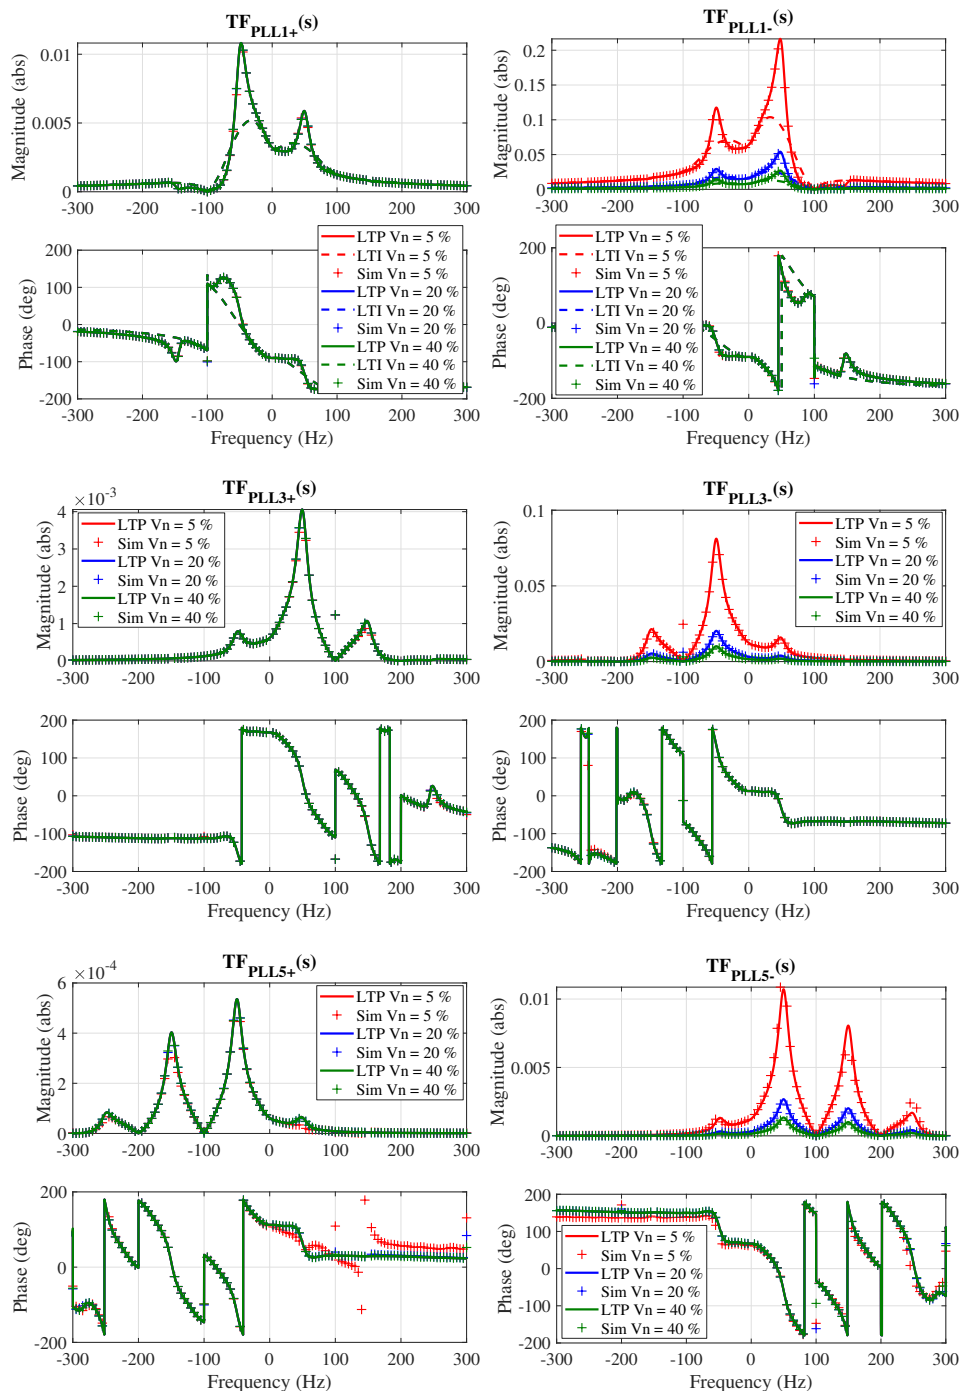 TF_PLL1+(s)
Magnitude (abs)
0.01
0.005
0
-300 -200 -100 0 100 200 300
Phase (deg)
200
100
0
-100
-200
-300 -200 -100 0 100 200 300
Frequency (Hz)
LTP Vn = 5 %
LTI Vn = 5 %
Sim Vn = 5 %
LTP Vn = 20 %
LTI Vn = 20 %
Sim Vn = 20 %
LTP Vn = 40 %
LTI Vn = 40 %
Sim Vn = 40 %
TF_PLL1-(s)
Magnitude (abs)
0.2
0.15
0.1
0.05
0
-300 -200 -100 0 100 200 300
Phase (deg)
200
100
0
-100
-200
-300 -200 -100 0 100 200 300
Frequency (Hz)
LTP Vn = 5 %
LTI Vn = 5 %
Sim Vn = 5 %
LTP Vn = 20 %
LTI Vn = 20 %
Sim Vn = 20 %
LTP Vn = 40 %
LTI Vn = 40 %
Sim Vn = 40 %
TF_PLL3+(s)
×10^-3
Magnitude (abs)
4
3
2
1
0
-300 -200 -100 0 100 200 300
LTP Vn = 5 %
Sim Vn = 5 %
LTP Vn = 20 %
Sim Vn = 20 %
LTP Vn = 40 %
Sim Vn = 40 %
Phase (deg)
200
100
0
-100
-200
-300 -200 -100 0 100 200 300
Frequency (Hz)
TF_PLL3-(s)
Magnitude (abs)
0.1
0.05
0
-300 -200 -100 0 100 200 300
LTP Vn = 5 %
Sim Vn = 5 %
LTP Vn = 20 %
Sim Vn = 20 %
LTP Vn = 40 %
Sim Vn = 40 %
Phase (deg)
200
100
0
-100
-200
-300 -200 -100 0 100 200 300
Frequency (Hz)
TF_PLL5+(s)
×10^-4
Magnitude (abs)
6
4
2
0
-300 -200 -100 0 100 200 300
LTP Vn = 5 %
Sim Vn = 5 %
LTP Vn = 20 %
Sim Vn = 20 %
LTP Vn = 40 %
Sim Vn = 40 %
Phase (deg)
200
0
-200
-300 -200 -100 0 100 200 300
Frequency (Hz)
TF_PLL5-(s)
Magnitude (abs)
0.01
0.005
0
-300 -200 -100 0 100 200 300
Phase (deg)
200
100
0
-100
-200
-300 -200 -100 0 100 200 300
Frequency (Hz)
LTP Vn = 5 %
Sim Vn = 5 %
LTP Vn = 20 %
Sim Vn = 20 %
LTP Vn = 40 %
Sim Vn = 40 %